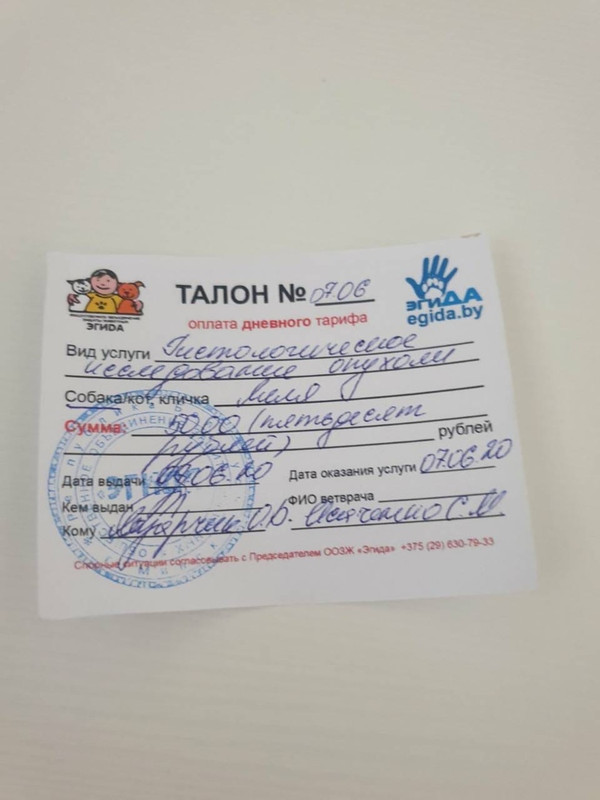 ТАЛОН № 07.06
ЭГИДА
ЭГИДА
egida.by
оплата дневного тарифа
Вид услуги Гистологическое
исследование опухоли
Собака/кот, кличка
Сумма: 50 00 (пятьдесят
рублей) рублей
Дата выдачи 07.06.20 Дата оказания услуги 07.06.20
Кем выдан ФИО ветврача
Кому
Спорные ситуации согласовывать с Председателем ООЗЖ «Эгида» +375 (29) 630-79-33